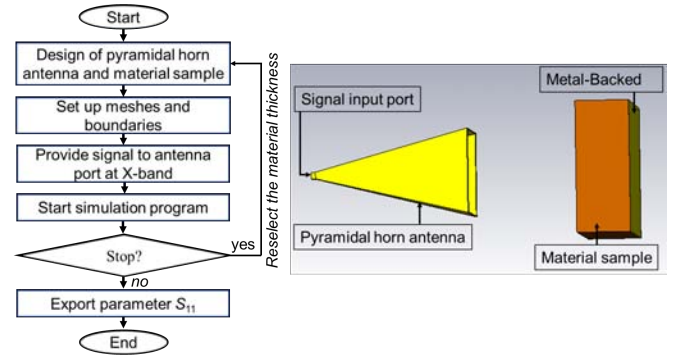 Start
Design of pyramidal horn
antenna and material sample
Set up meshes and
boundaries
Provide signal to antenna
port at X-band
Start simulation program
Stop?
yes
no
Export parameter S11
End
Reselect the material thickness
Signal input port
Pyramidal horn antenna
Metal-Backed
Material sample